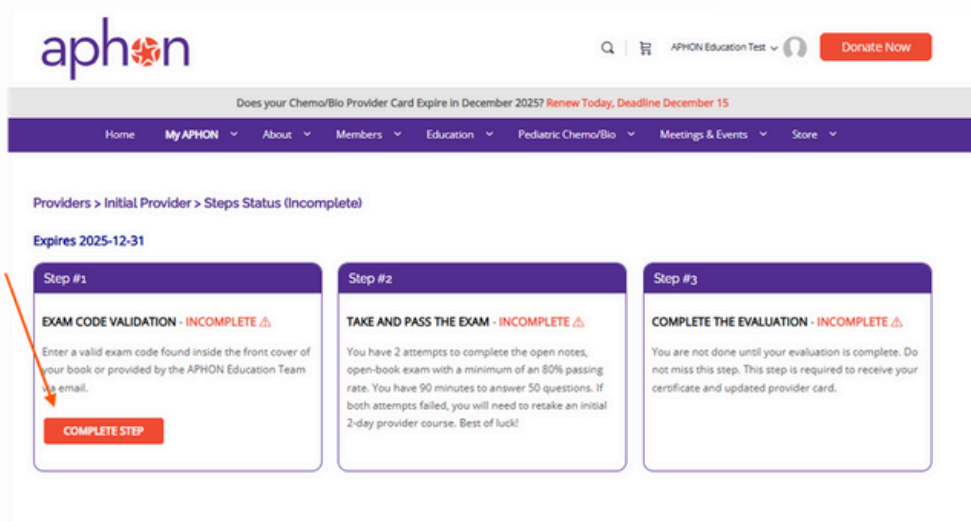 aphon
APHON Education Test
Donate Now
Does your Chemo/Bio Provider Card Expire in December 2025? Renew Today, Deadline December 15
Home My APHON About Members Education Pediatric Chemo/Bio Meetings & Events Store
Providers > Initial Provider > Steps Status (Incomplete)
Expires 2025-12-31
Step #1
EXAM CODE VALIDATION - INCOMPLETE
Enter a valid exam code found inside the front cover of
your book or provided by the APHON Education Team
via email.
COMPLETE STEP
Step #2
TAKE AND PASS THE EXAM - INCOMPLETE
You have 2 attempts to complete the open notes,
open-book exam with a minimum of an 80% passing
rate. You have 90 minutes to answer 50 questions. If
both attempts failed, you will need to retake an initial
2-day provider course. Best of luck!
Step #3
COMPLETE THE EVALUATION - INCOMPLETE
You are not done until your evaluation is complete. Do
not miss this step. This step is required to receive your
certificate and updated provider card.